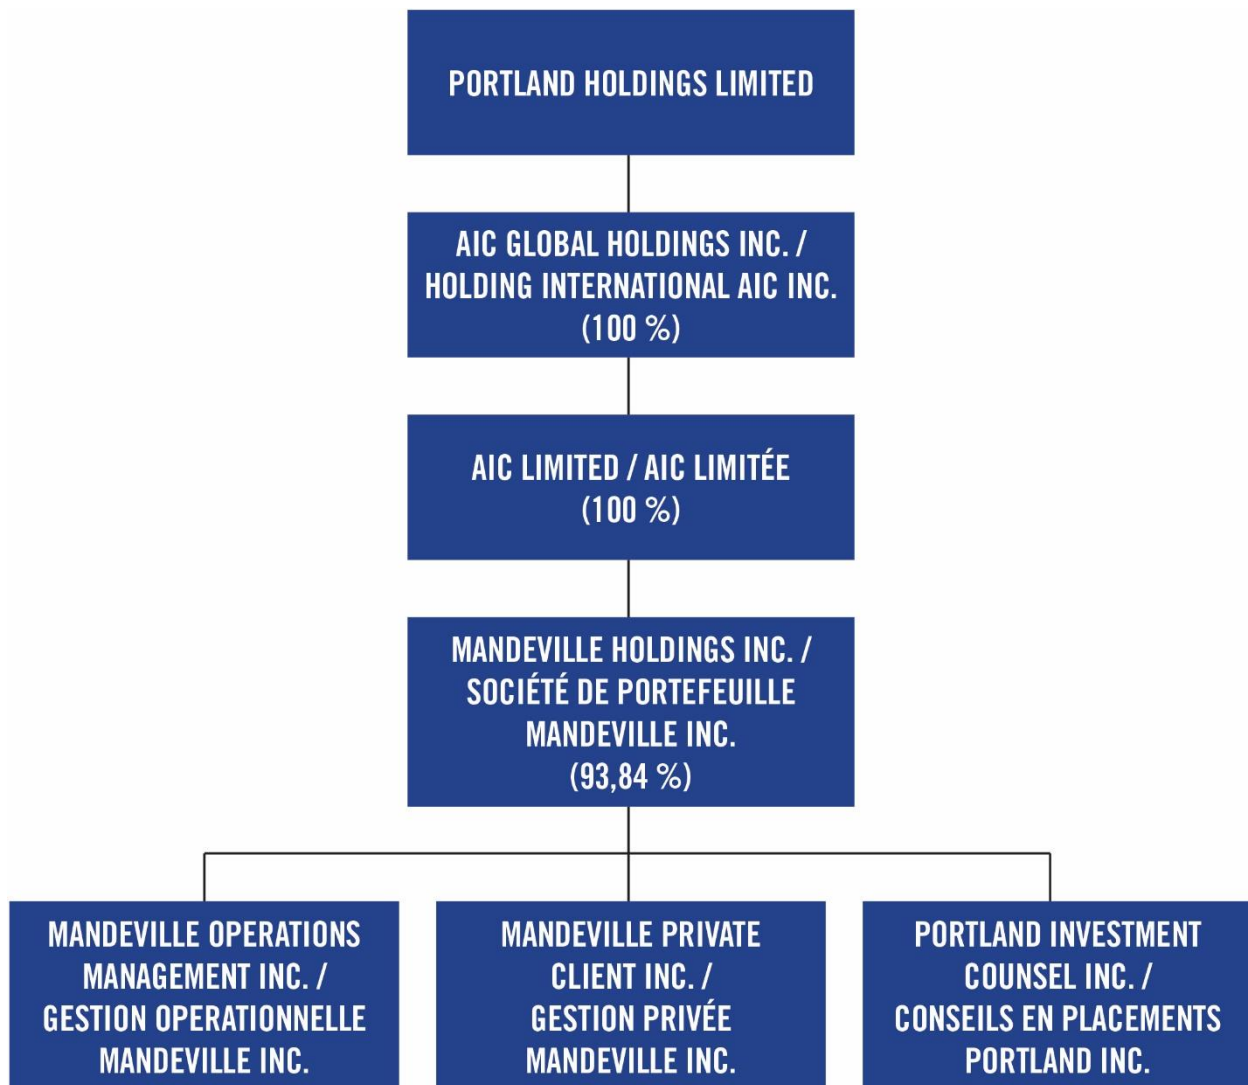 PORTLAND HOLDINGS LIMITED
AIC GLOBAL HOLDINGS INC. /
HOLDING INTERNATIONAL AIC INC.
(100 %)
AIC LIMITED / AIC LIMITÉE
(100 %)
MANDEVILLE HOLDINGS INC. /
SOCIÉTÉ DE PORTEFEUILLE
MANDEVILLE INC.
(93,84 %)
MANDEVILLE OPERATIONS
MANAGEMENT INC. /
GESTION OPERATIONNELLE
MANDEVILLE INC.
MANDEVILLE PRIVATE
CLIENT INC. /
GESTION PRIVÉE
MANDEVILLE INC.
PORTLAND INVESTMENT
COUNSEL INC. /
CONSEILS EN PLACEMENTS
PORTLAND INC.